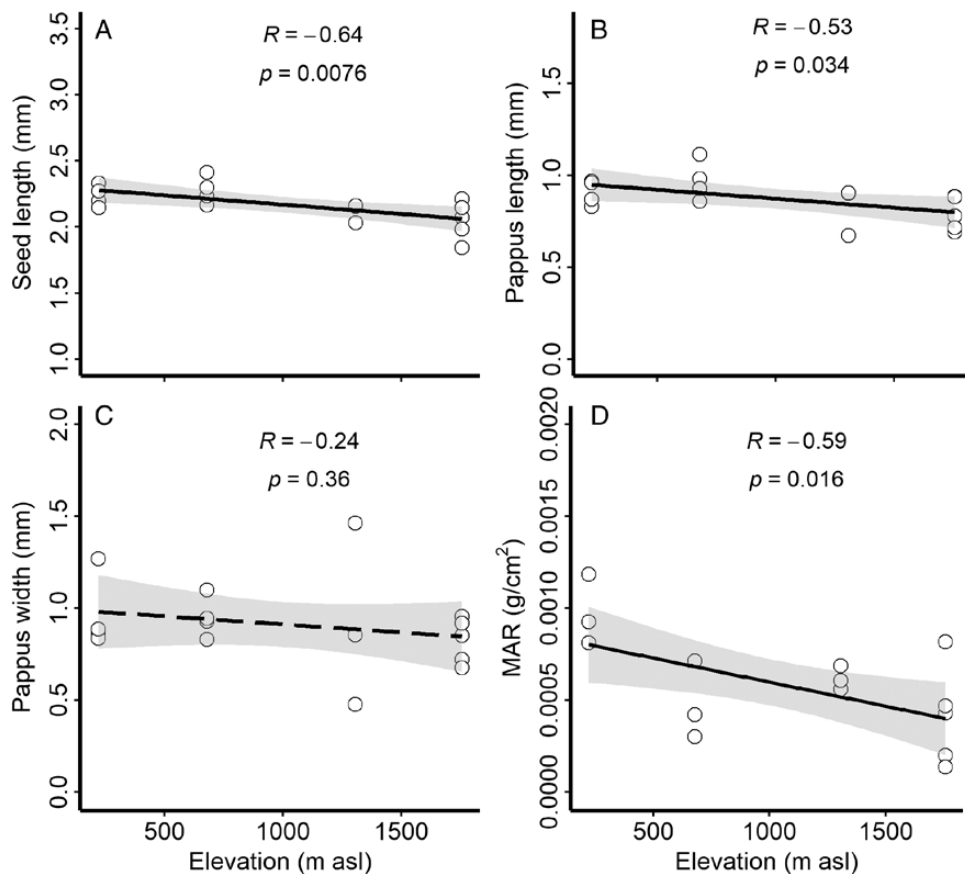 A
R = −0.64
p = 0.0076
Seed length (mm)
3.5
3.0
2.5
2.0
1.5
1.0
500
1000
1500
B
R = −0.53
p = 0.034
Pappus length (mm)
1.5
1.0
0.5
0.0
C
R = −0.24
p = 0.36
Pappus width (mm)
2.0
1.5
1.0
0.5
0.0
500
1000
1500
Elevation (m asl)
D
R = −0.59
p = 0.016
MAR (g/cm²)
0.0020
0.0015
0.0010
0.0005
0.0000
500
1000
1500
Elevation (m asl)